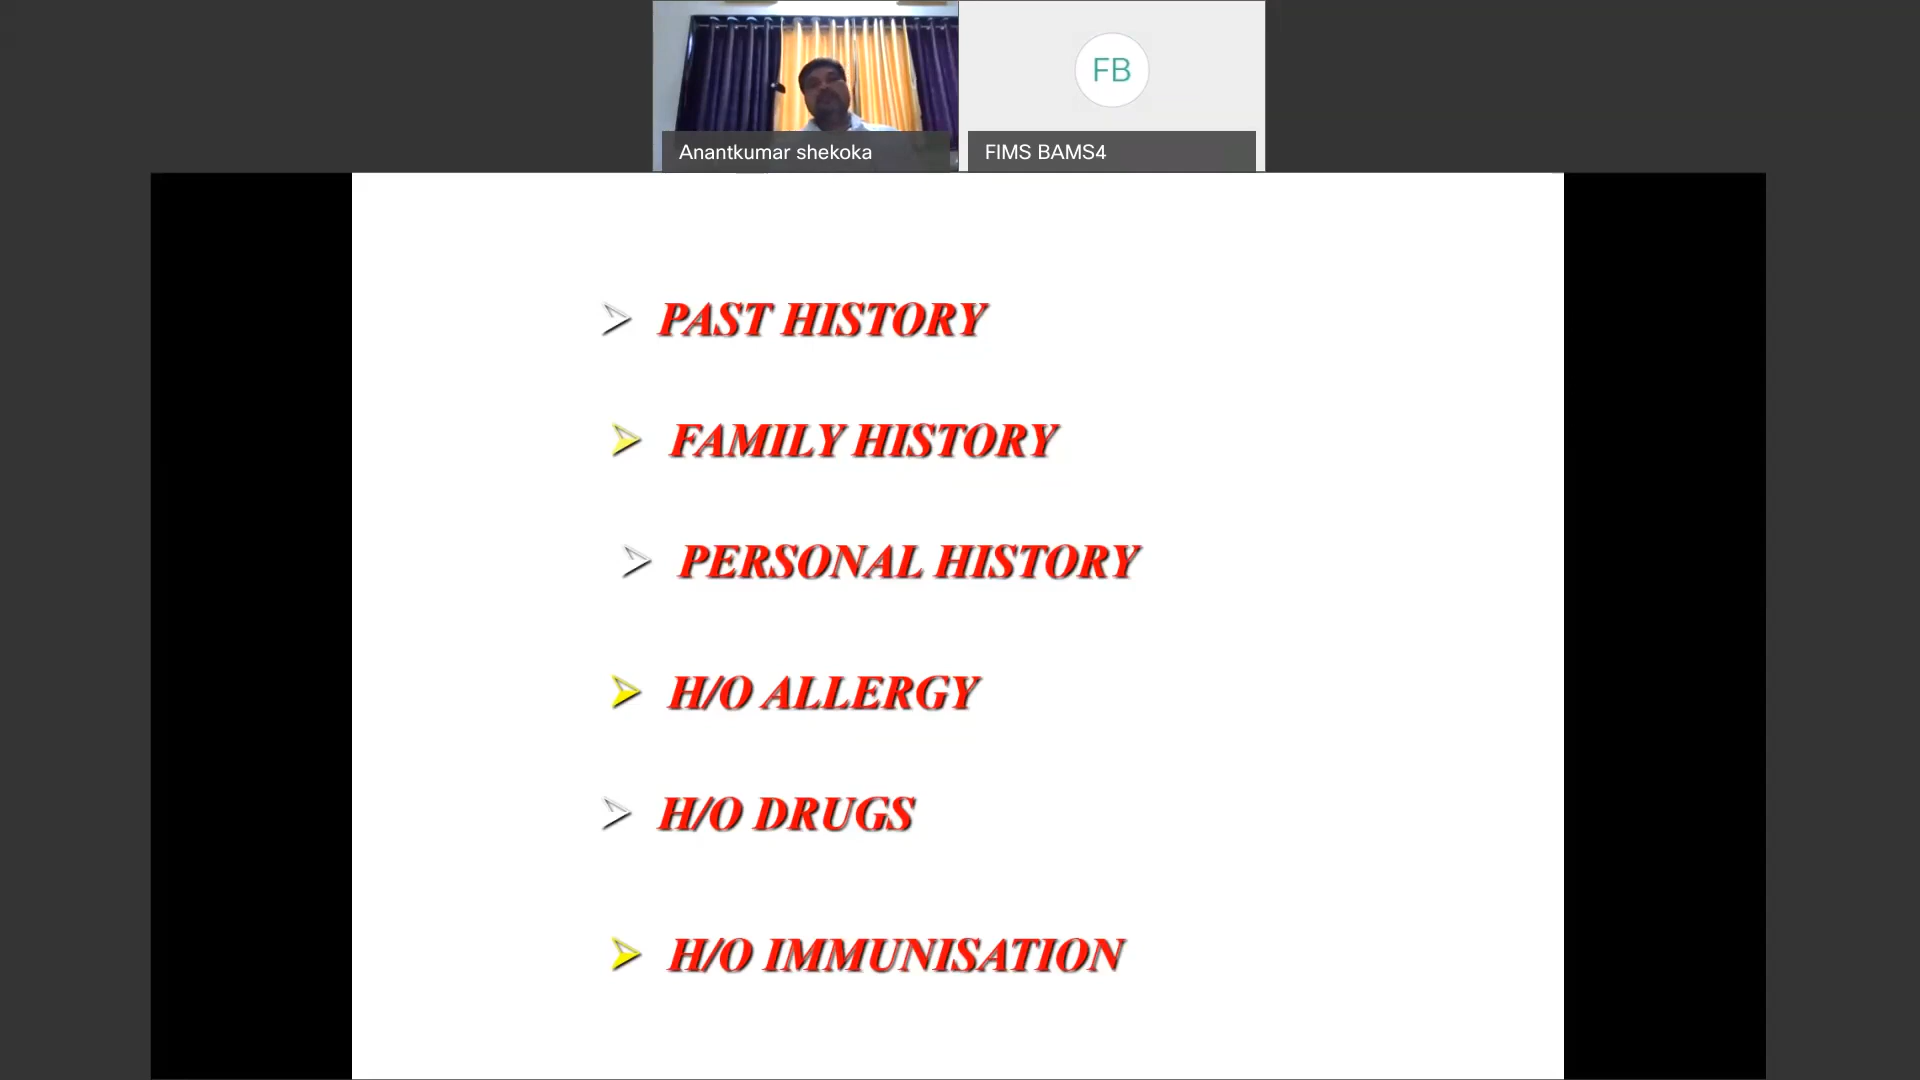 FB
Anantkumar shekoka
FIMS BAMS4
PAST HISTORY
FAMILY HISTORY
PERSONAL HISTORY
H/O ALLERGY
H/O DRUGS
H/O IMMUNISATION